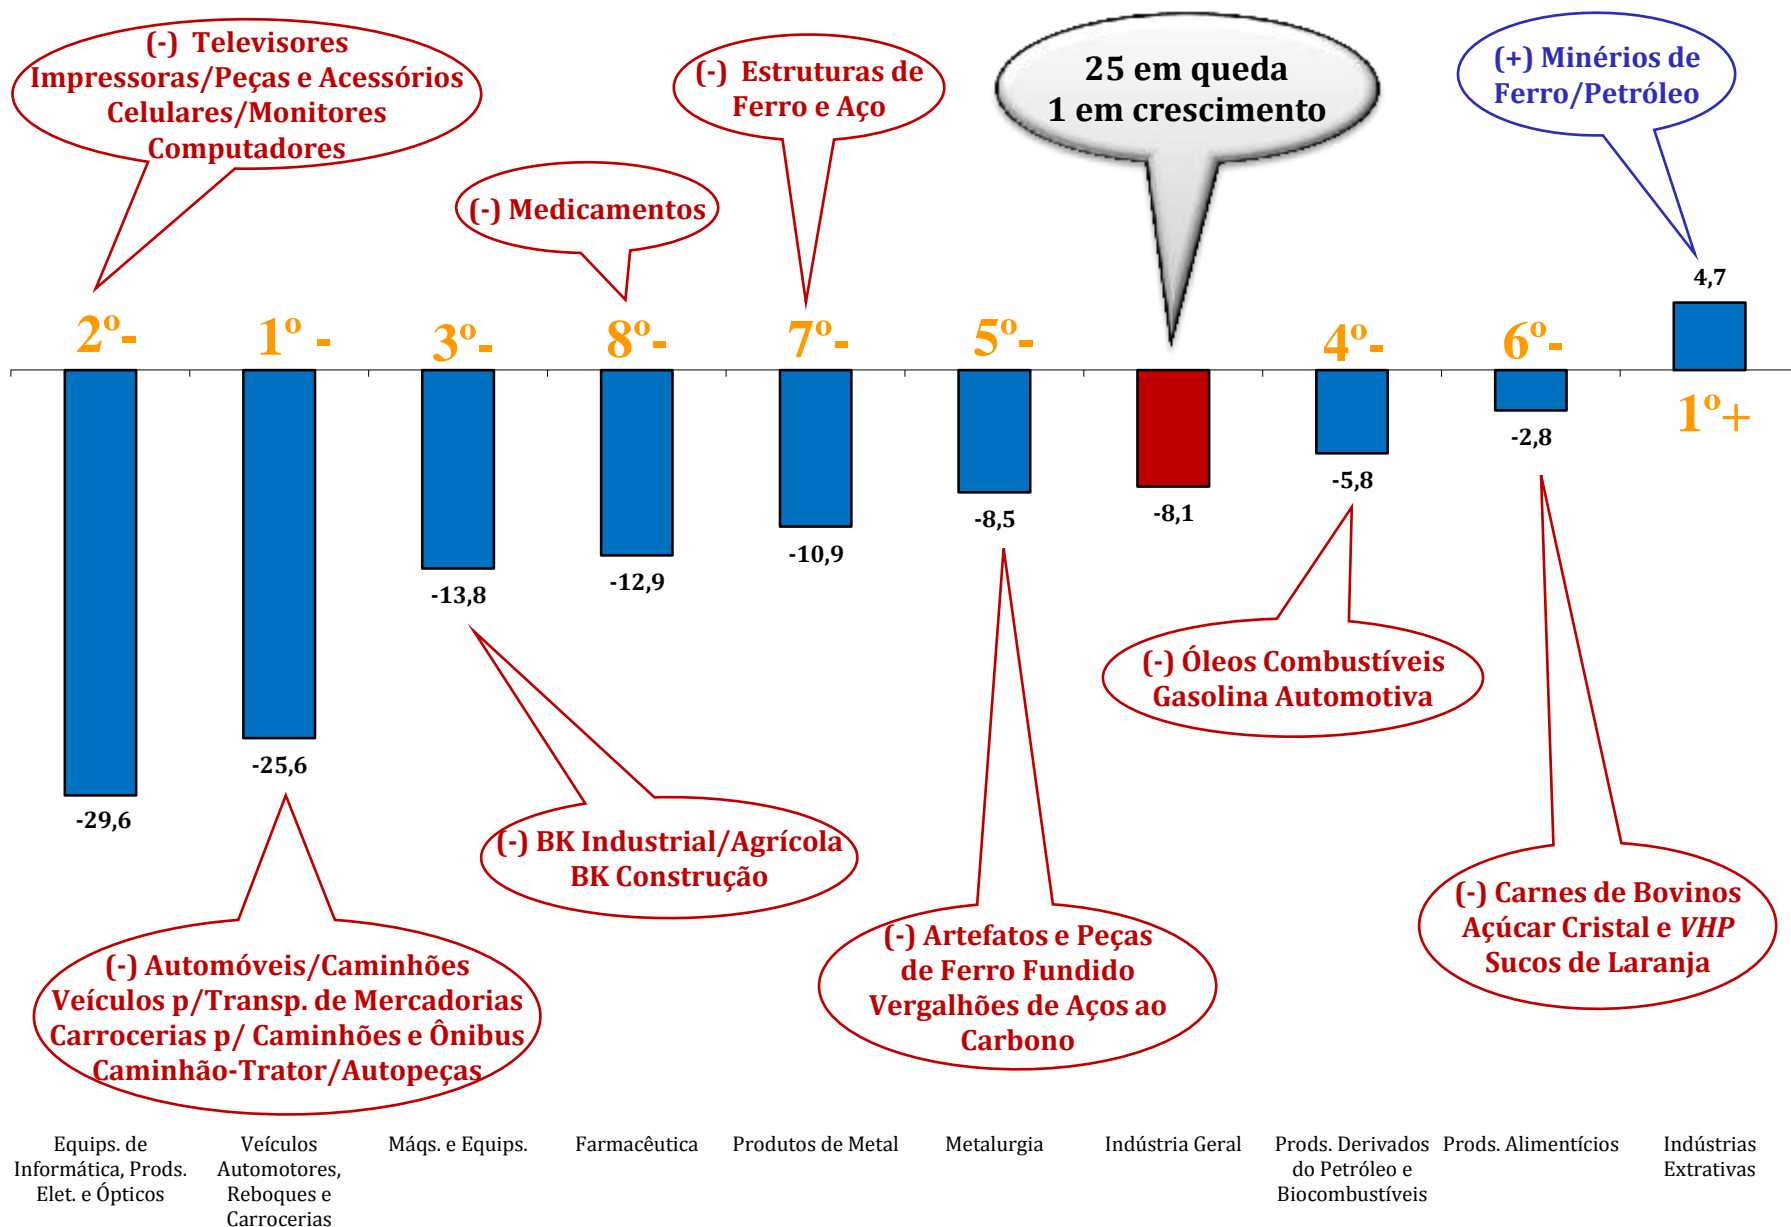 (-) Televisores
Impressoras/Peças e Acessórios
Celulares/Monitores
Computadores
(-) Medicamentos
(-) Estruturas de
Ferro e Aço
25 em queda
1 em crescimento
(+) Minérios de
Ferro/Petróleo
2º-
1º -
3º-
8º-
7º-
5º-
4º-
6º-
1º+
-29,6
-25,6
-13,8
-12,9
-10,9
-8,5
-8,1
-5,8
-2,8
4,7
(-) Automóveis/Caminhões
Veículos p/Transp. de Mercadorias
Carrocerias p/ Caminhões e Ônibus
Caminhão-Trator/Autopeças
(-) BK Industrial/Agrícola
BK Construção
(-) Artefatos e Peças
de Ferro Fundido
Vergalhões de Aços ao
Carbono
(-) Óleos Combustíveis
Gasolina Automotiva
(-) Carnes de Bovinos
Açúcar Cristal e VHP
Sucos de Laranja
Equips. de
Informática, Prods.
Elet. e Ópticos
Veículos
Automotores,
Reboques e
Carrocerias
Máqs. e Equips.
Farmacêutica
Produtos de Metal
Metalurgia
Indústria Geral
Prods. Derivados
do Petróleo e
Biocombustíveis
Prods. Alimentícios
Indústrias
Extrativas